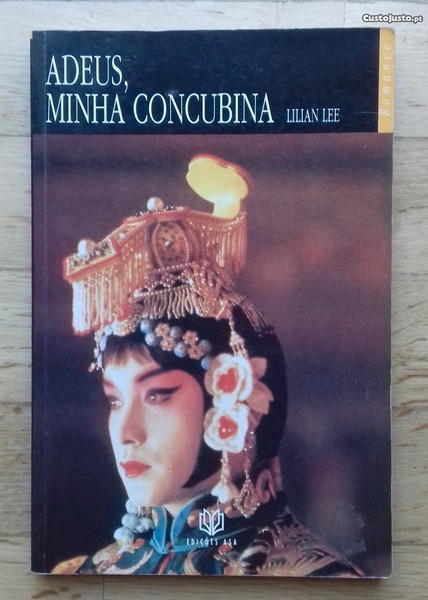 CustoJusto.pt
ADEUS,
MINHA CONCUBINA LILIAN LEE
Romance
EDIÇÕES ASA